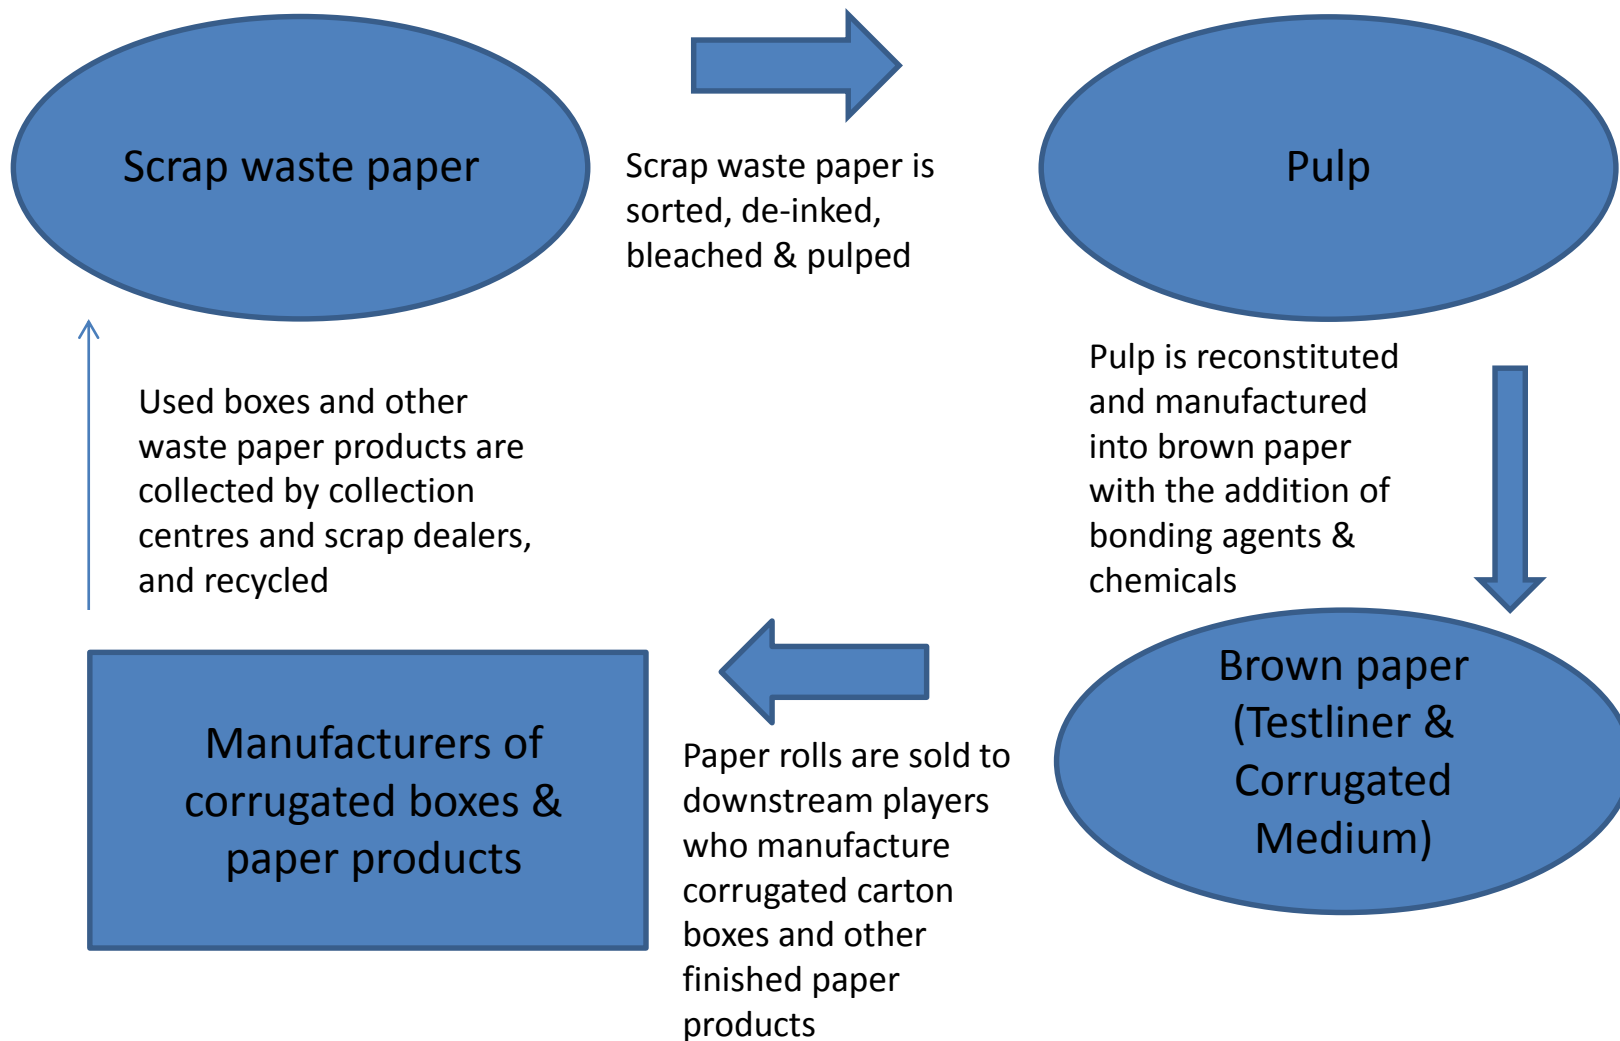 Scrap waste paper
Scrap waste paper is
sorted, de-inked,
bleached & pulped
Pulp
Pulp is reconstituted
and manufactured
into brown paper
with the addition of
bonding agents &
chemicals
Brown paper
(Testliner &
Corrugated
Medium)
Paper rolls are sold to
downstream players
who manufacture
corrugated carton
boxes and other
finished paper
products
Manufacturers of
corrugated boxes &
paper products
Used boxes and other
waste paper products are
collected by collection
centres and scrap dealers,
and recycled